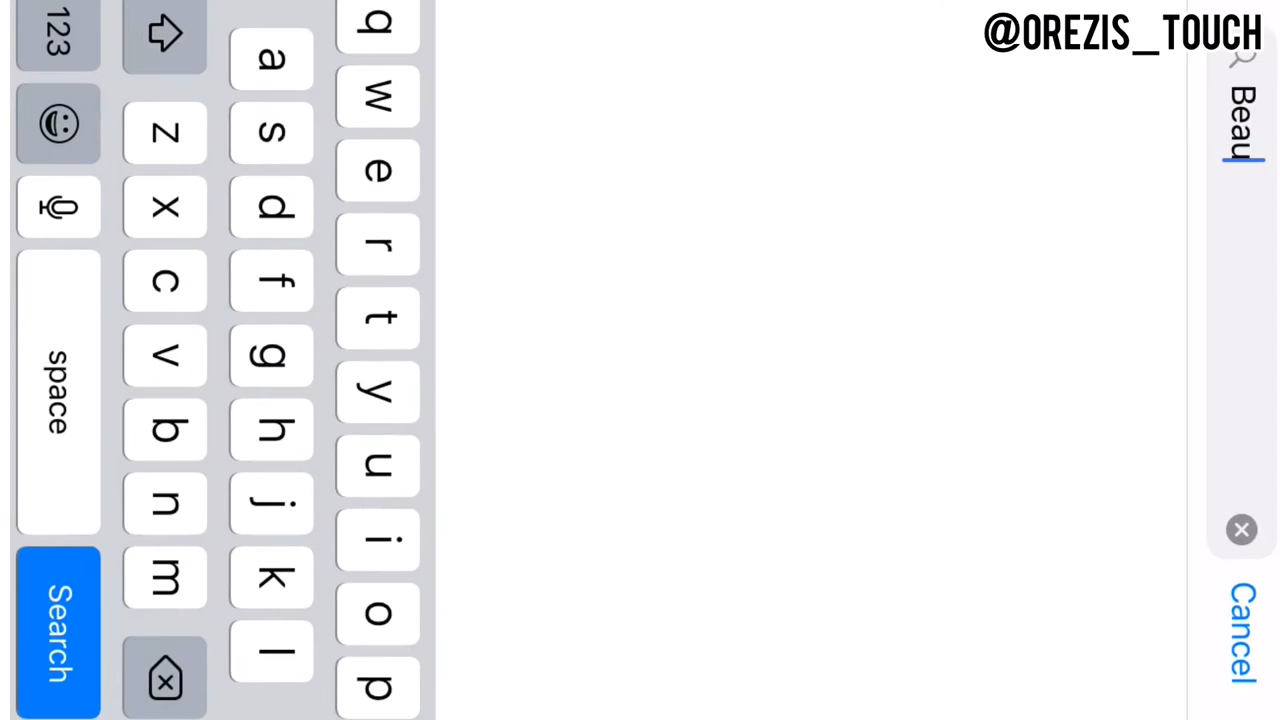 @OREZIS_TOUCH
Beau
Cancel
q w e r t y u i o p
a s d f g h j k l
z x c v b n m
123 space Search